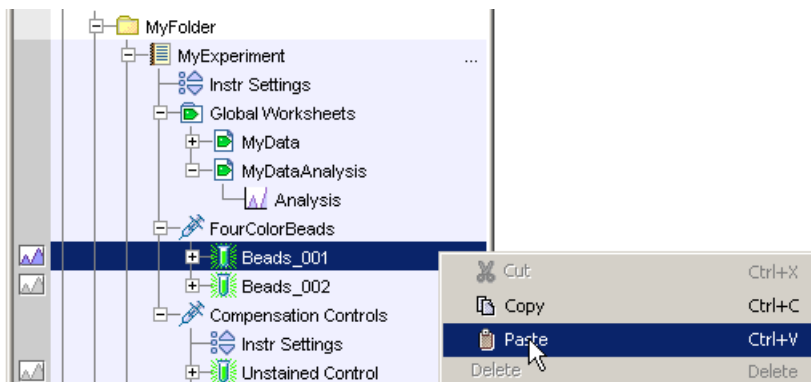 MyFolder
MyExperiment ...
Instr Settings
Global Worksheets
MyData
MyDataAnalysis
Analysis
FourColorBeads
Beads_001
Beads_002
Compensation Controls
Instr Settings
Unstained Control
Cut Ctrl+X
Copy Ctrl+C
Paste Ctrl+V
Delete Delete